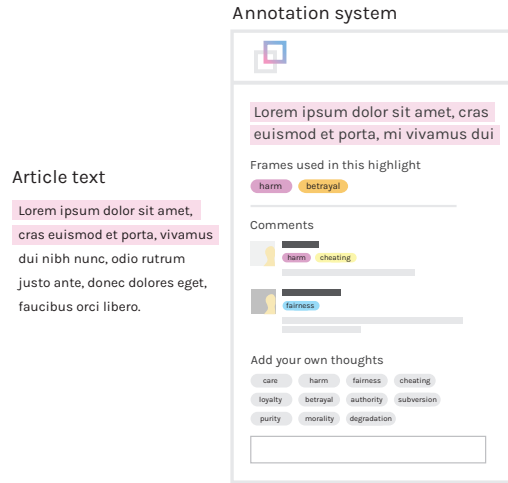 Annotation system
Lorem ipsum dolor sit amet, cras
euismod et porta, mi vivamus dui
Frames used in this highlight
harm betrayal
Comments
harm cheating
fairness
Add your own thoughts
care harm fairness cheating
loyalty betrayal authority subversion
purity morality degradation
Article text
Lorem ipsum dolor sit amet,
cras euismod et porta, vivamus
dui nibh nunc, odio rutrum
justo ante, donec dolores eget,
faucibus orci libero.